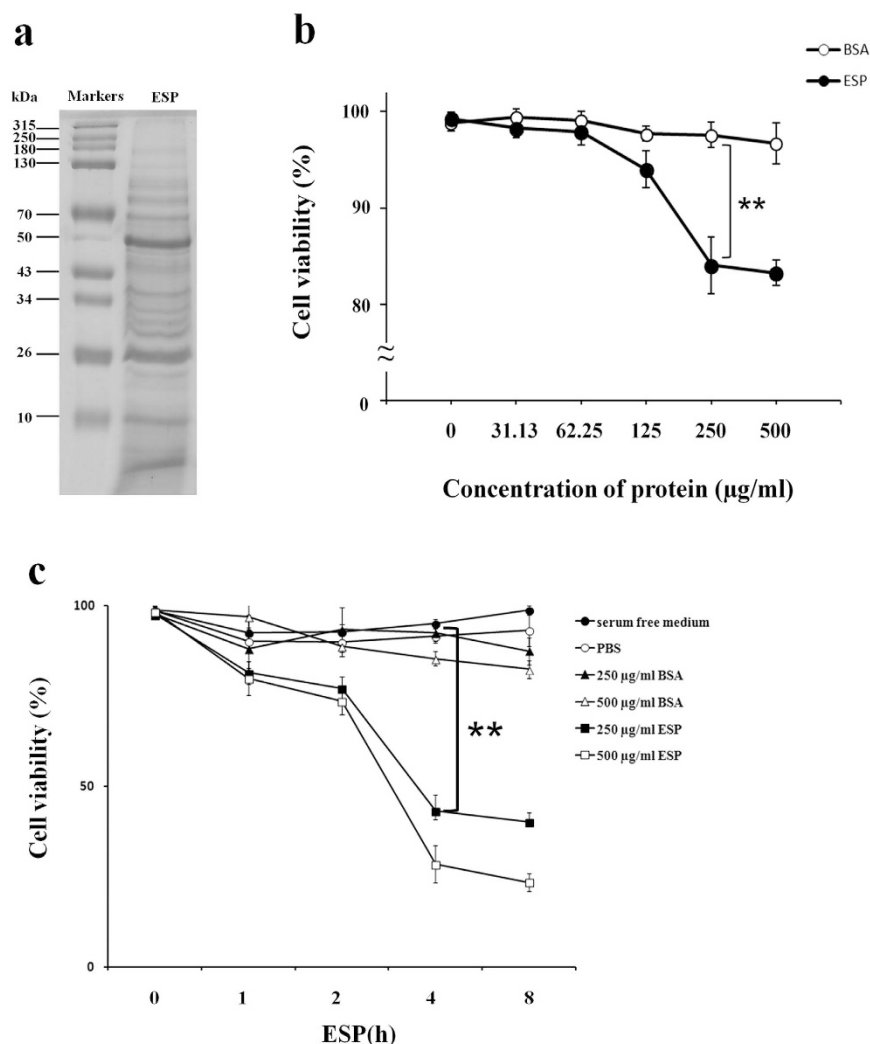 a
kDa Markers ESP
315
250
180
130
70
50
43
34
26
10
b
BSA
ESP
Cell viability (%)
100
90
80
0
**
0 31.13 62.25 125 250 500
Concentration of protein (μg/ml)
c
Cell viability (%)
100
50
0
**
0 1 2 4 8
ESP(h)
serum free medium
PBS
250 μg/ml BSA
500 μg/ml BSA
250 μg/ml ESP
500 μg/ml ESP